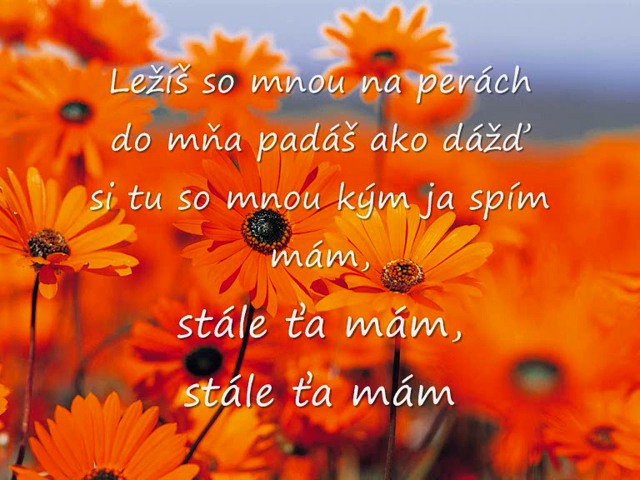 Ležíš so mnou na perách
do mňa padáš ako dážď
si tu so mnou kým ja spím
mám,
stále ťa mám,
stále ťa mám